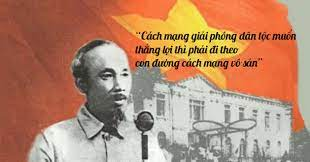 “Cách mạng giải phóng dân tộc muốn
thắng lợi thì phải đi theo
con đường cách mạng vô sản”